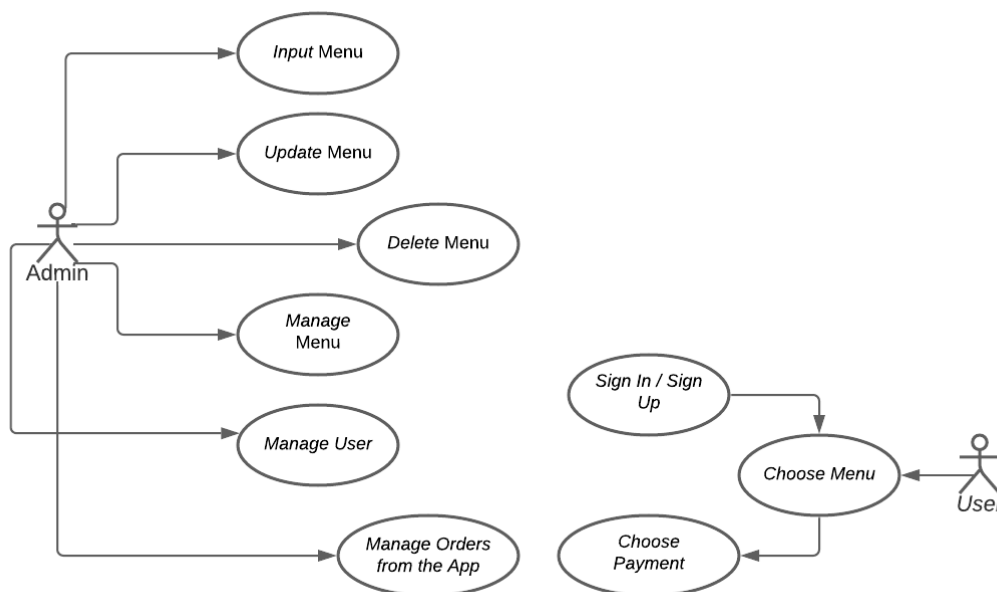 Input Menu
Update Menu
Delete Menu
Admin
Manage
Menu
Manage User
Manage Orders
from the App
Sign In / Sign
Up
Choose Menu
User
Choose
Payment